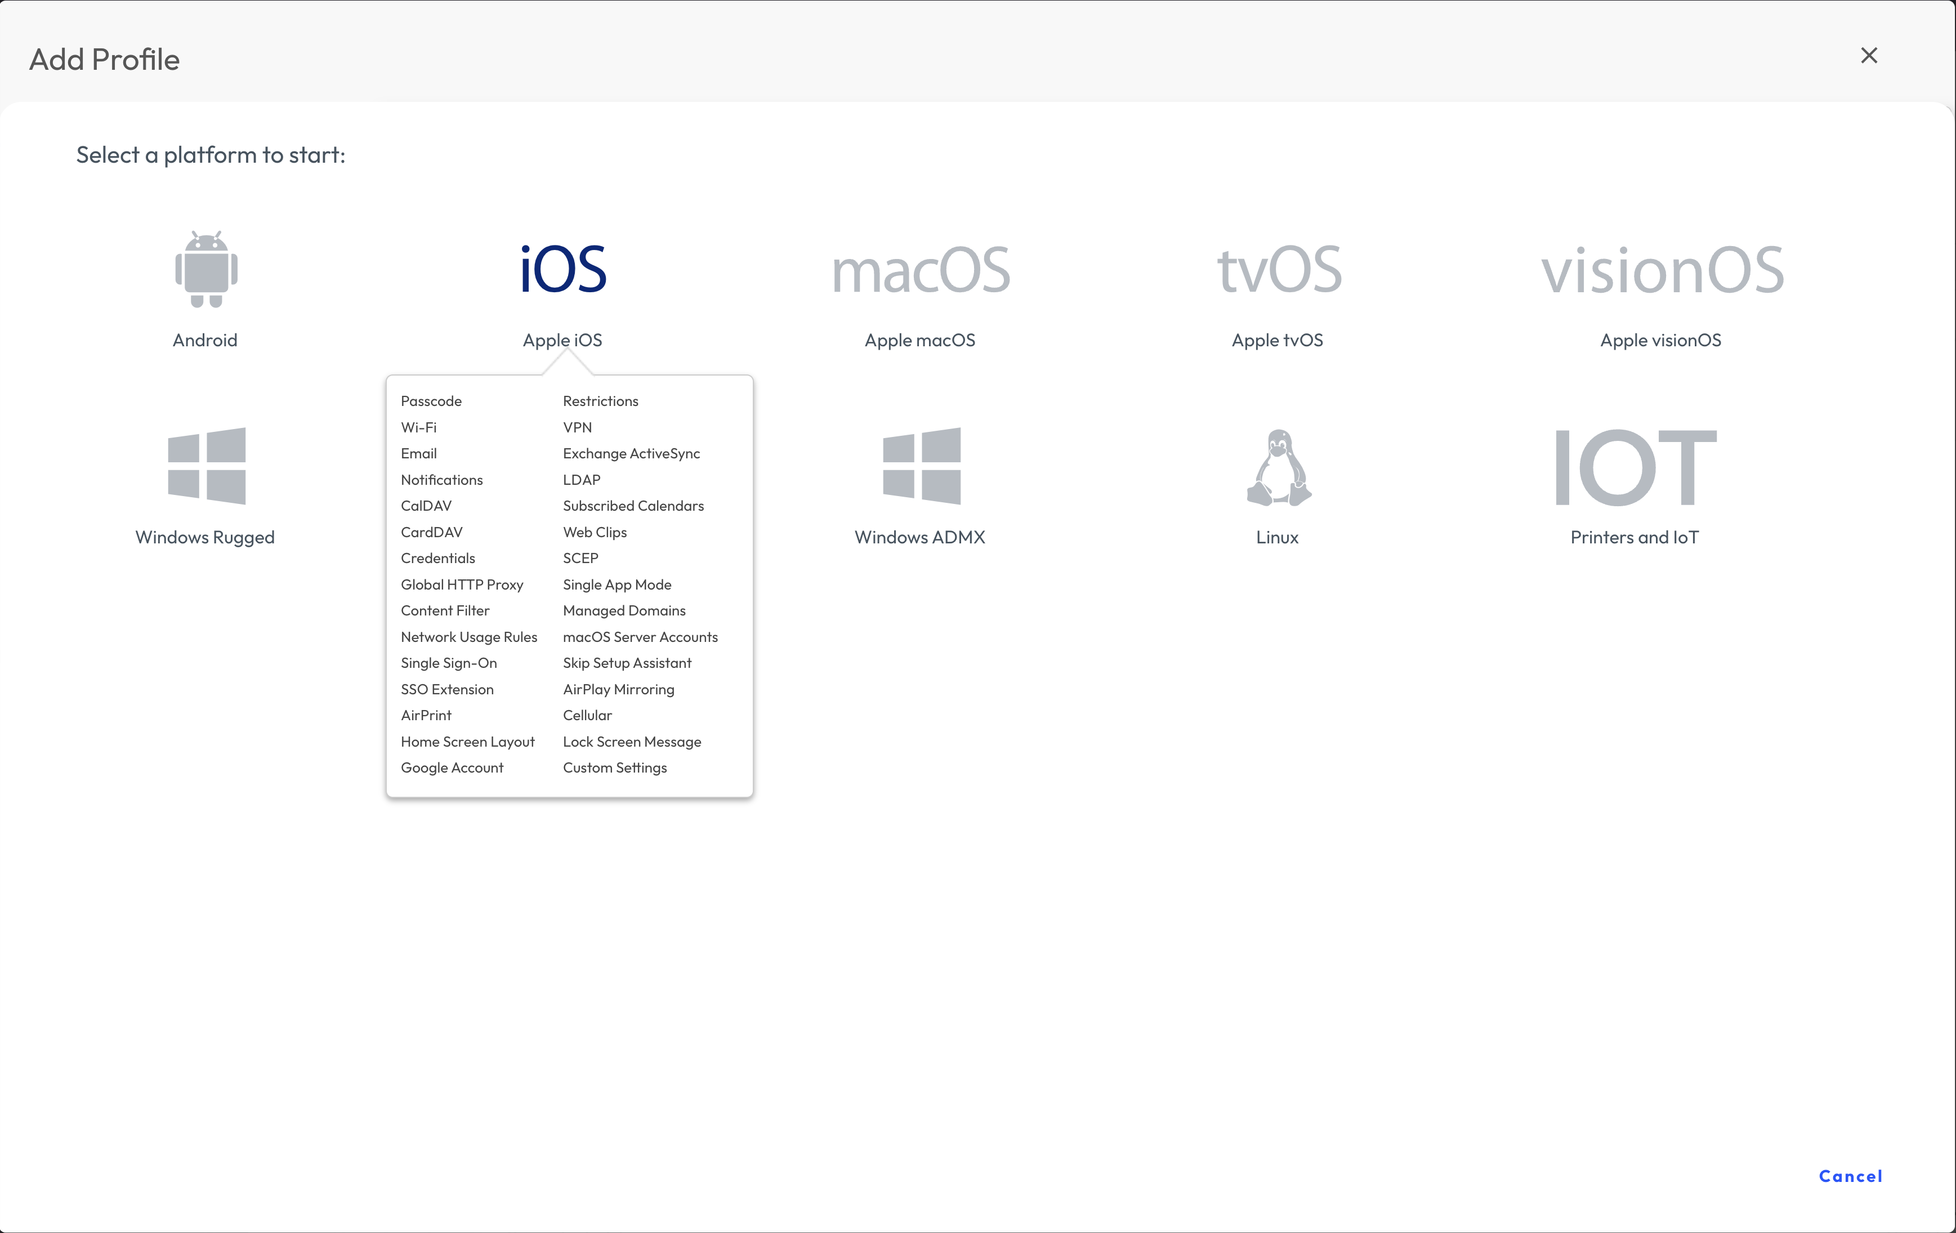 Add Profile
Select a platform to start:
iOS
macOS
tvOS
visionOS
Android
Apple iOS
Apple macOS
Apple tvOS
Apple visionOS
IOT
Windows Rugged
Windows ADMX
Linux
Printers and IoT
Passcode
Restrictions
Wi-Fi
VPN
Email
Exchange ActiveSync
Notifications
LDAP
CalDAV
Subscribed Calendars
CardDAV
Web Clips
Credentials
SCEP
Global HTTP Proxy
Single App Mode
Content Filter
Managed Domains
Network Usage Rules
macOS Server Accounts
Single Sign-On
Skip Setup Assistant
SSO Extension
AirPlay Mirroring
AirPrint
Cellular
Home Screen Layout
Lock Screen Message
Google Account
Custom Settings
Cancel